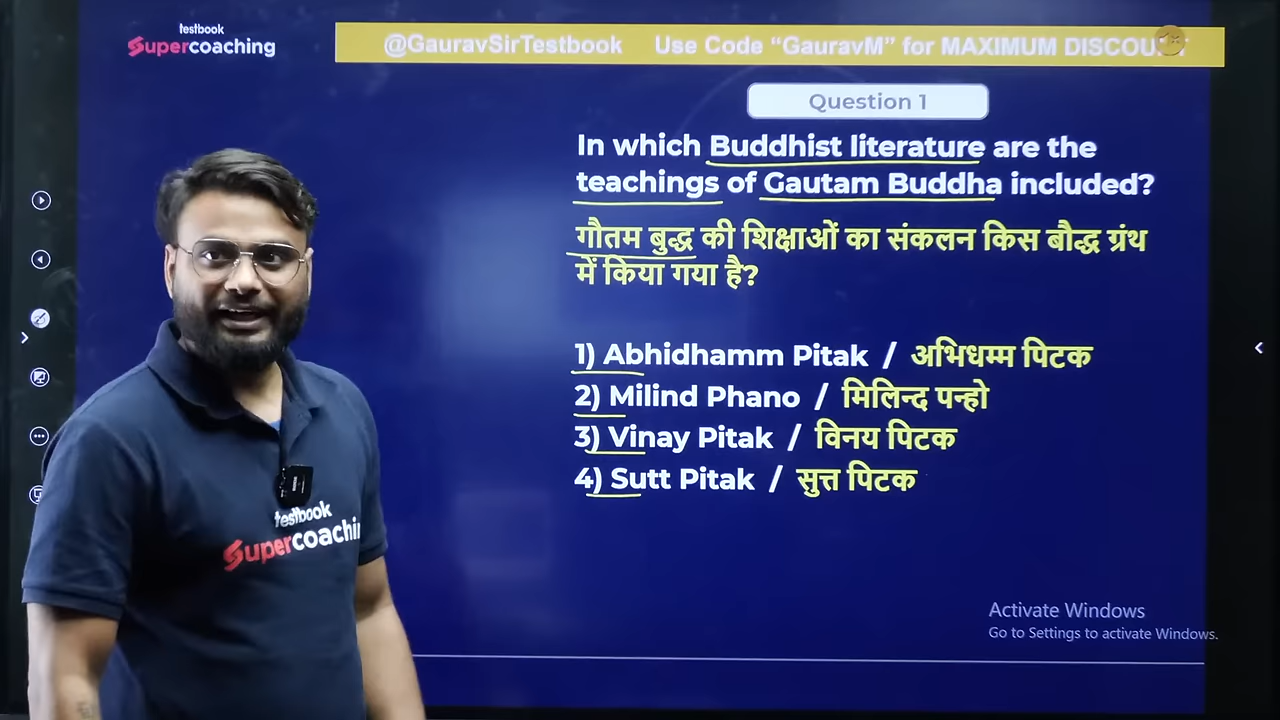 testbook
Supercoaching
@GauravSirTestbook Use Code “GauravM” for MAXIMUM
Question 1
In which Buddhist literature are the
teachings of Gautam Buddha included?
गौतम बुद्ध की शिक्षाओं का संकलन किस बौद्ध ग्रंथ
में किया गया है?
1) Abhidhamm Pitak / अभिधम्म पिटक
2) Milind Phano / मिलिन्द पन्हो
3) Vinay Pitak / विनय पिटक
4) Sutt Pitak / सुत्त पिटक
testbook
Supercoachin
Activate Windows
Go to Settings to activate Windows.